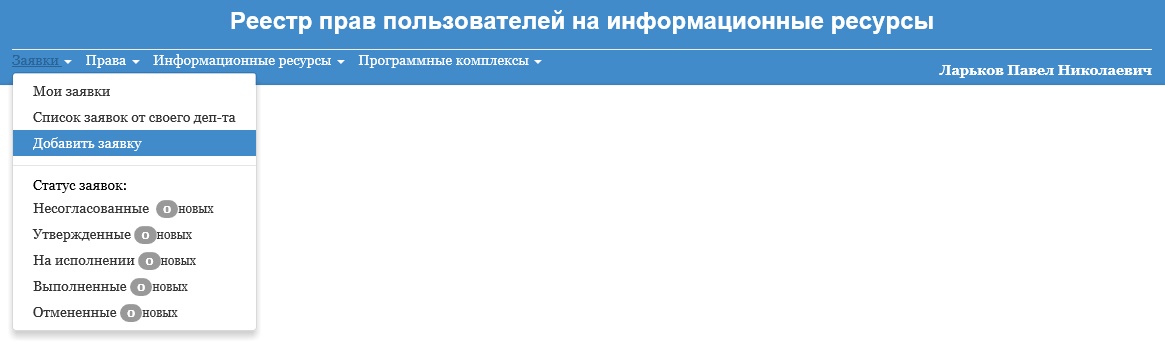 Реестр прав пользователей на информационные ресурсы
Заявки Права Информационные ресурсы Программные комплексы
Ларьков Павел Николаевич
Мои заявки
Список заявок от своего деп-та
Добавить заявку
Статус заявок:
Несогласованные 0 новых
Утвержденные 0 новых
На исполнении 0 новых
Выполненные 0 новых
Отмененные 0 новых